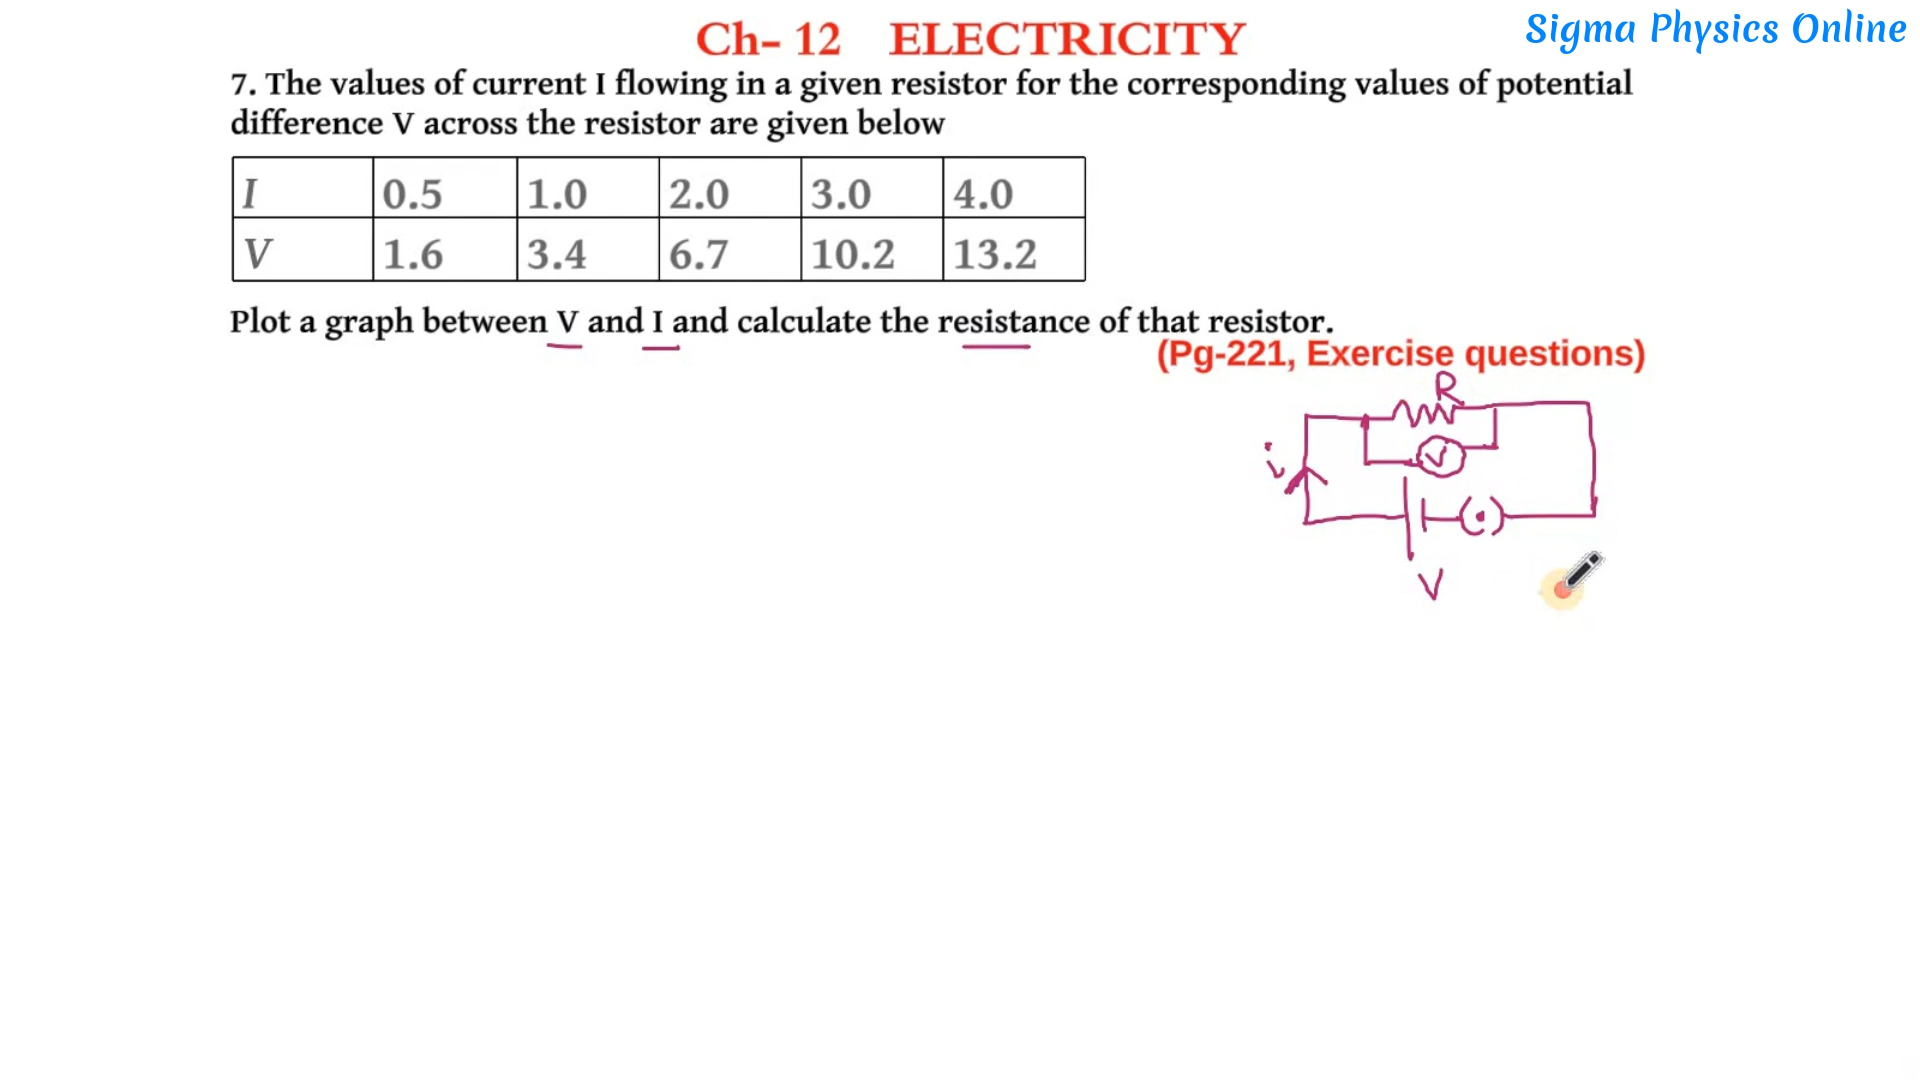 Ch- 12 ELECTRICITY
Sigma Physics Online
7. The values of current I flowing in a given resistor for the corresponding values of potential
difference V across the resistor are given below
I 0.5 1.0 2.0 3.0 4.0
V 1.6 3.4 6.7 10.2 13.2
Plot a graph between V and I and calculate the resistance of that resistor.
(Pg-221, Exercise questions)
R
i
V
V